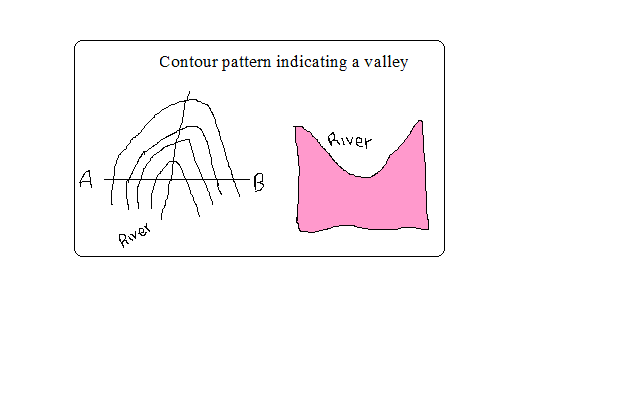 Contour pattern indicating a valley
River
A
B
River